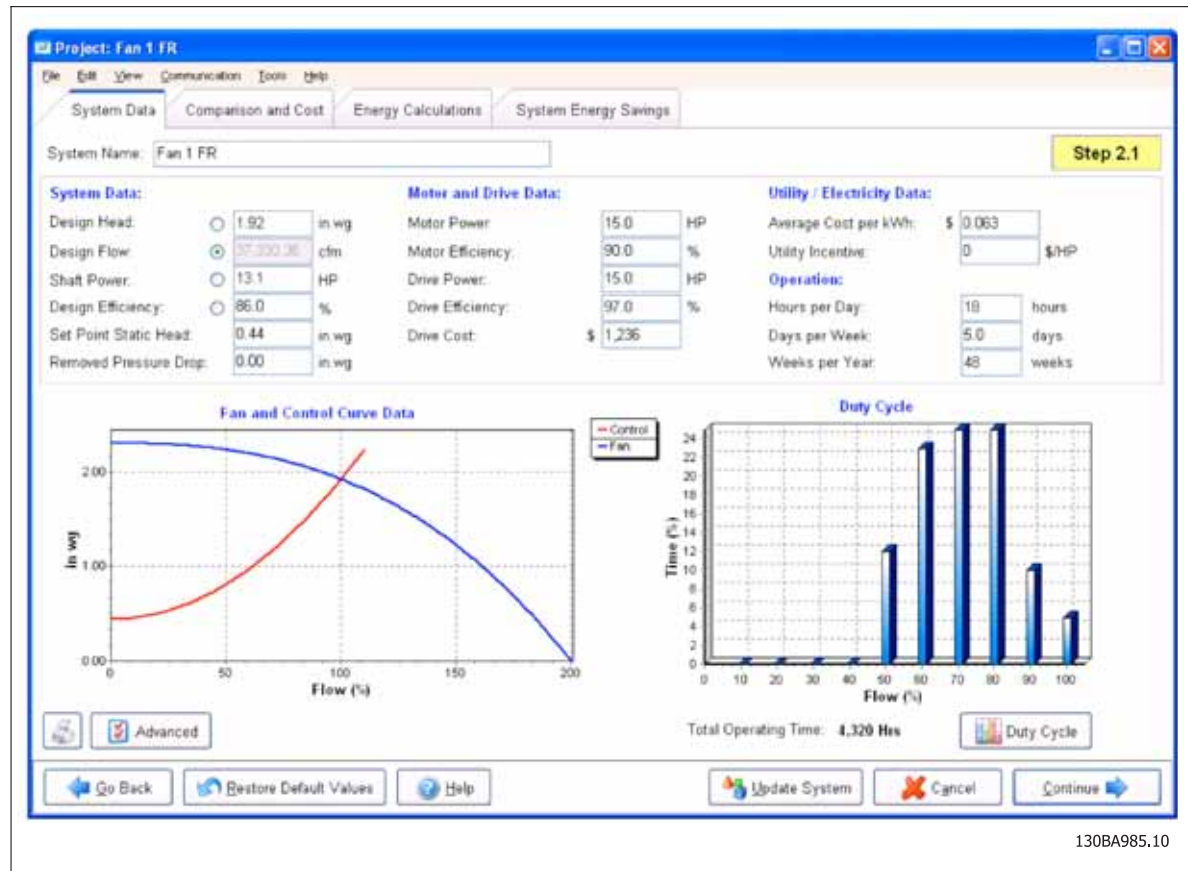 Project: Fan 1 FR
File Edit View Communication Tools Help
System Data Comparison and Cost Energy Calculations System Energy Savings
System Name: Fan 1 FR Step 2.1
System Data: Motor and Drive Data: Utility / Electricity Data:
Design Head: 1.92 in wg Motor Power: 15.0 HP Average Cost per kWh: $ 0.063
Design Flow: cfm Motor Efficiency: 90.0 % Utility Incentive: 0 $/HP
Shaft Power: 13.1 HP Drive Power: 15.0 HP Operation:
Design Efficiency: 86.0 % Drive Efficiency: 97.0 % Hours per Day: 18 hours
Set Point Static Head: 0.44 in wg Drive Cost: $ 1,236 Days per Week: 5.0 days
Removed Pressure Drop: 0.00 in wg Weeks per Year: 48 weeks
Fan and Control Curve Data
Control
Fan
2.00
1.00
0.00
in wg
0 50 100 150 200
Flow (%)
Duty Cycle
24
22
20
18
16
14
12
10
8
6
4
2
0
Time (%)
0 10 20 30 40 50 60 70 80 90 100
Flow (%)
Advanced Total Operating Time: 4,320 Hrs Duty Cycle
Go Back Restore Default Values Help Update System Cancel Continue
130BA985.10